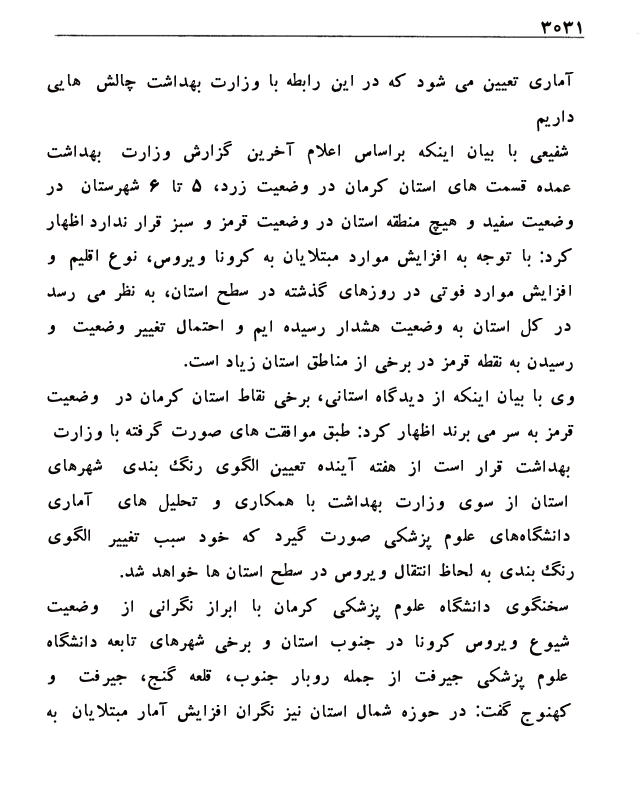 ۳۰۳۱
آماری تعیین می شود که در این رابطه با وزارت بهداشت چالش هایی
داریم
شفیعی با بیان اینکه براساس اعلام آخرین گزارش وزارت بهداشت
عمده قسمت های استان کرمان در وضعیت زرد، ۵ تا ۶ شهرستان در
وضعیت سفید و هیچ منطقه استان در وضعیت قرمز و سبز قرار ندارد اظهار
کرد: با توجه به افزایش موارد مبتلایان به کرونا ویروس، نوع اقلیم و
افزایش موارد فوتی در روزهای گذشته در سطح استان، به نظر می رسد
در کل استان به وضعیت هشدار رسیده ایم و احتمال تغییر وضعیت و
رسیدن به نقطه قرمز در برخی از مناطق استان زیاد است.
وی با بیان اینکه از دیدگاه استانی، برخی نقاط استان کرمان در وضعیت
قرمز به سر می برند اظهار کرد: طبق موافقت های صورت گرفته با وزارت
بهداشت قرار است از هفته آینده تعیین الگوی رنگ بندی شهرهای
استان از سوی وزارت بهداشت با همکاری و تحلیل های آماری
دانشگاه‌های علوم پزشکی صورت گیرد که خود سبب تغییر الگوی
رنگ بندی به لحاظ انتقال ویروس در سطح استان ها خواهد شد.
سخنگوی دانشگاه علوم پزشکی کرمان با ابراز نگرانی از وضعیت
شیوع ویروس کرونا در جنوب استان و برخی شهرهای تابعه دانشگاه
علوم پزشکی جیرفت از جمله روبار جنوب، قلعه گنج، جیرفت و
کهنوج گفت: در حوزه شمال استان نیز نگران افزایش آمار مبتلایان به